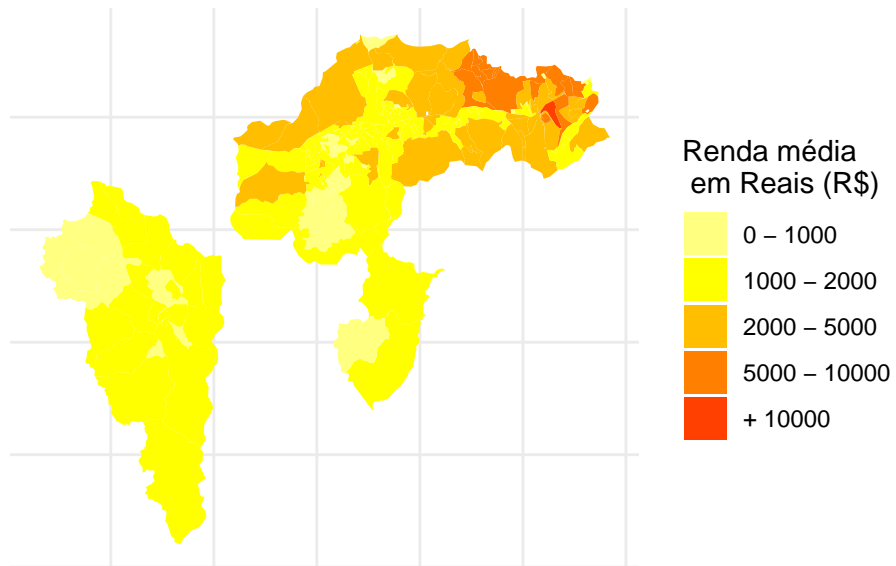 Renda média
em Reais (R$)
0 – 1000
1000 – 2000
2000 – 5000
5000 – 10000
+ 10000